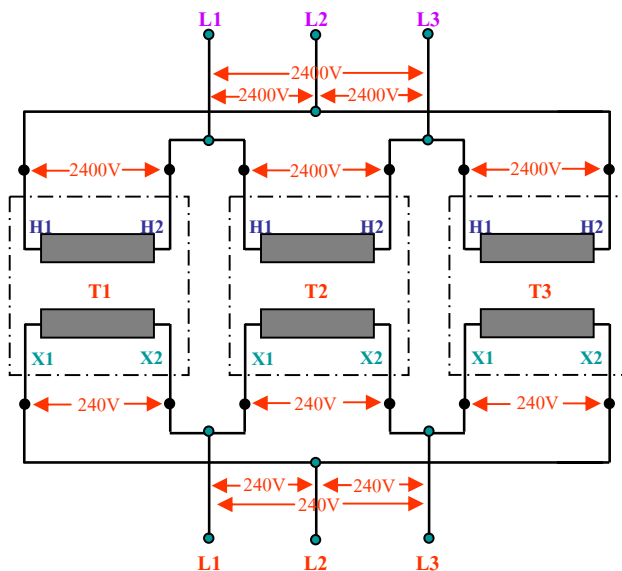 L1 L2 L3
2400V
2400V 2400V
2400V 2400V 2400V
H1 H2 H1 H2 H1 H2
T1 T2 T3
X1 X2 X1 X2 X1 X2
240V 240V 240V
240V 240V
240V
L1 L2 L3